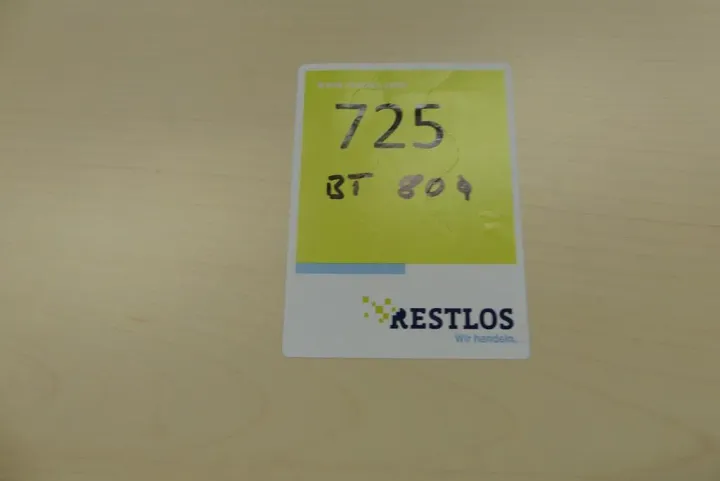 725
BT 804
RESTLOS
Wir handeln.